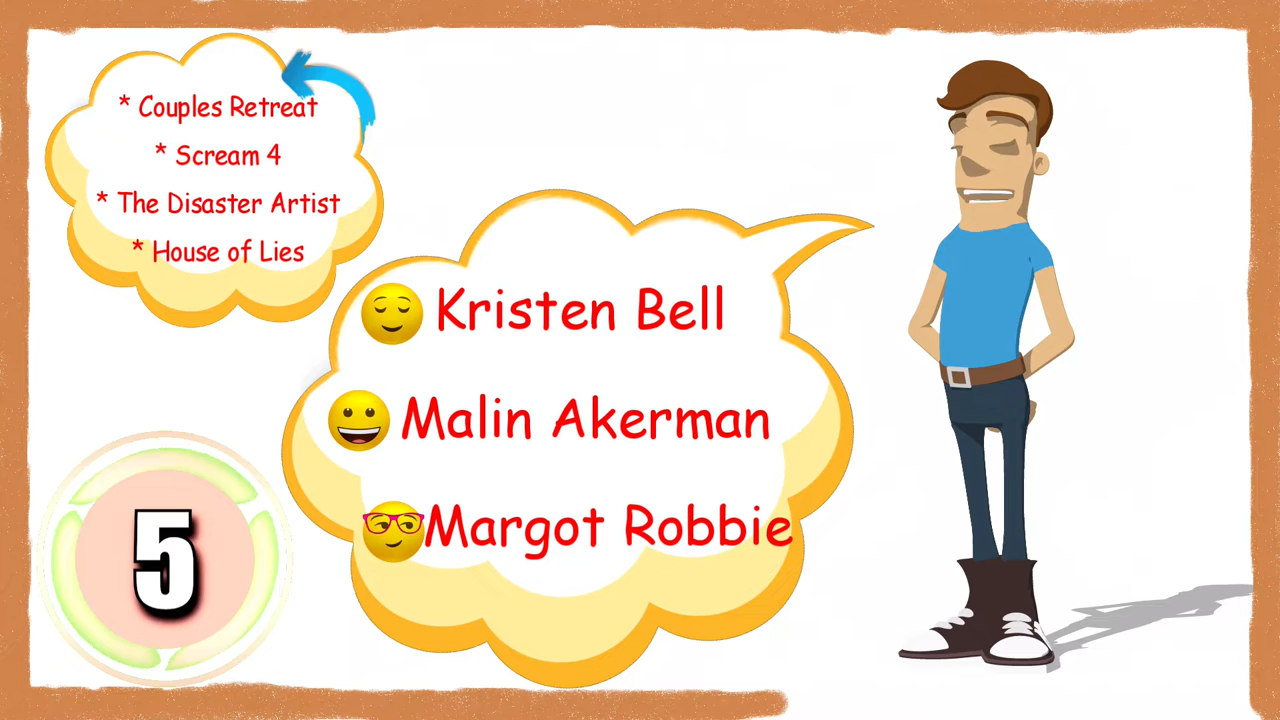 * Couples Retreat
* Scream 4
* The Disaster Artist
* House of Lies
Kristen Bell
Malin Akerman
Margot Robbie
5